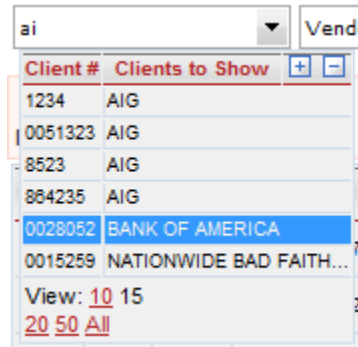 ai Vend
Client # Clients to Show + -
1234 AIG
0051323 AIG
8523 AIG
864235 AIG
0028052 BANK OF AMERICA
0015259 NATIONWIDE BAD FAITH...
View: 10 15
20 50 All